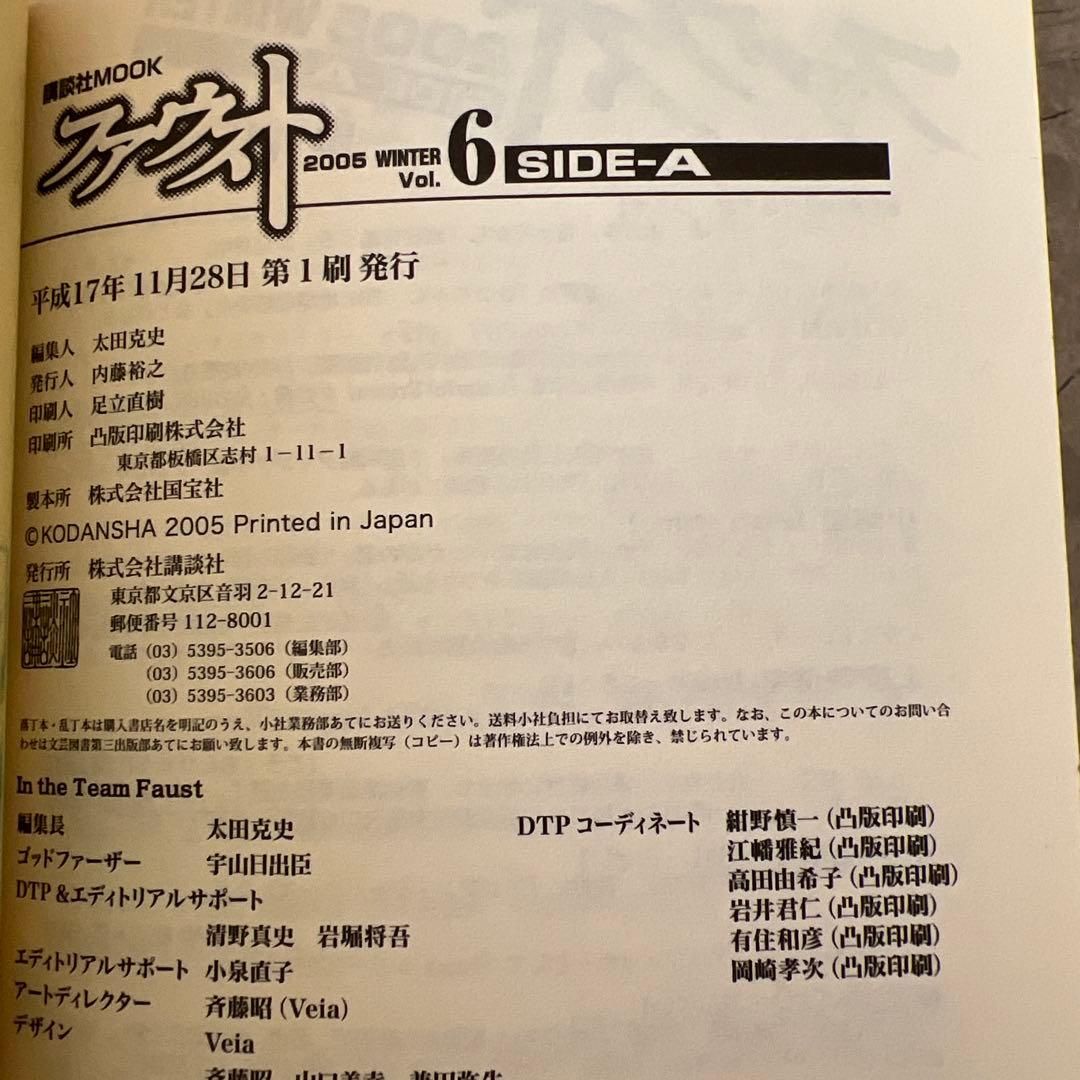 講談社MOOK
ファウスト
2005 WINTER
Vol. 6 SIDE-A
平成17年 11月28日 第1刷 発行
編集人 太田克史
発行人 内藤裕之
印刷人 足立直樹
印刷所 凸版印刷株式会社
東京都板橋区志村 1-11-1
製本所 株式会社国宝社
©KODANSHA 2005 Printed in Japan
発行所 株式会社講談社
東京都文京区音羽 2-12-21
郵便番号 112-8001
電話 (03) 5395-3506 (編集部)
(03) 5395-3606 (販売部)
(03) 5395-3603 (業務部)
落丁本・乱丁本は購入書店名を明記のうえ、小社業務部あてにお送りください。送料小社負担にてお取替え致します。なお、この本についてのお問い合
わせは文芸図書第三出版部あてにお願い致します。本書の無断複写(コピー)は著作権法上での例外を除き、禁じられています。
In the Team Faust
編集長 太田克史
ゴッドファーザー 宇山日出臣
DTP&エディトリアルサポート
清野真史 岩堀将吾
エディトリアルサポート 小泉直子
アートディレクター 斉藤昭 (Veia)
デザイン Veia
斉藤昭 山口美幸 兼田弥生
DTPコーディネート 紺野慎一 (凸版印刷)
江幡雅紀 (凸版印刷)
高田由希子 (凸版印刷)
岩井君仁 (凸版印刷)
有住和彦 (凸版印刷)
岡崎孝次 (凸版印刷)